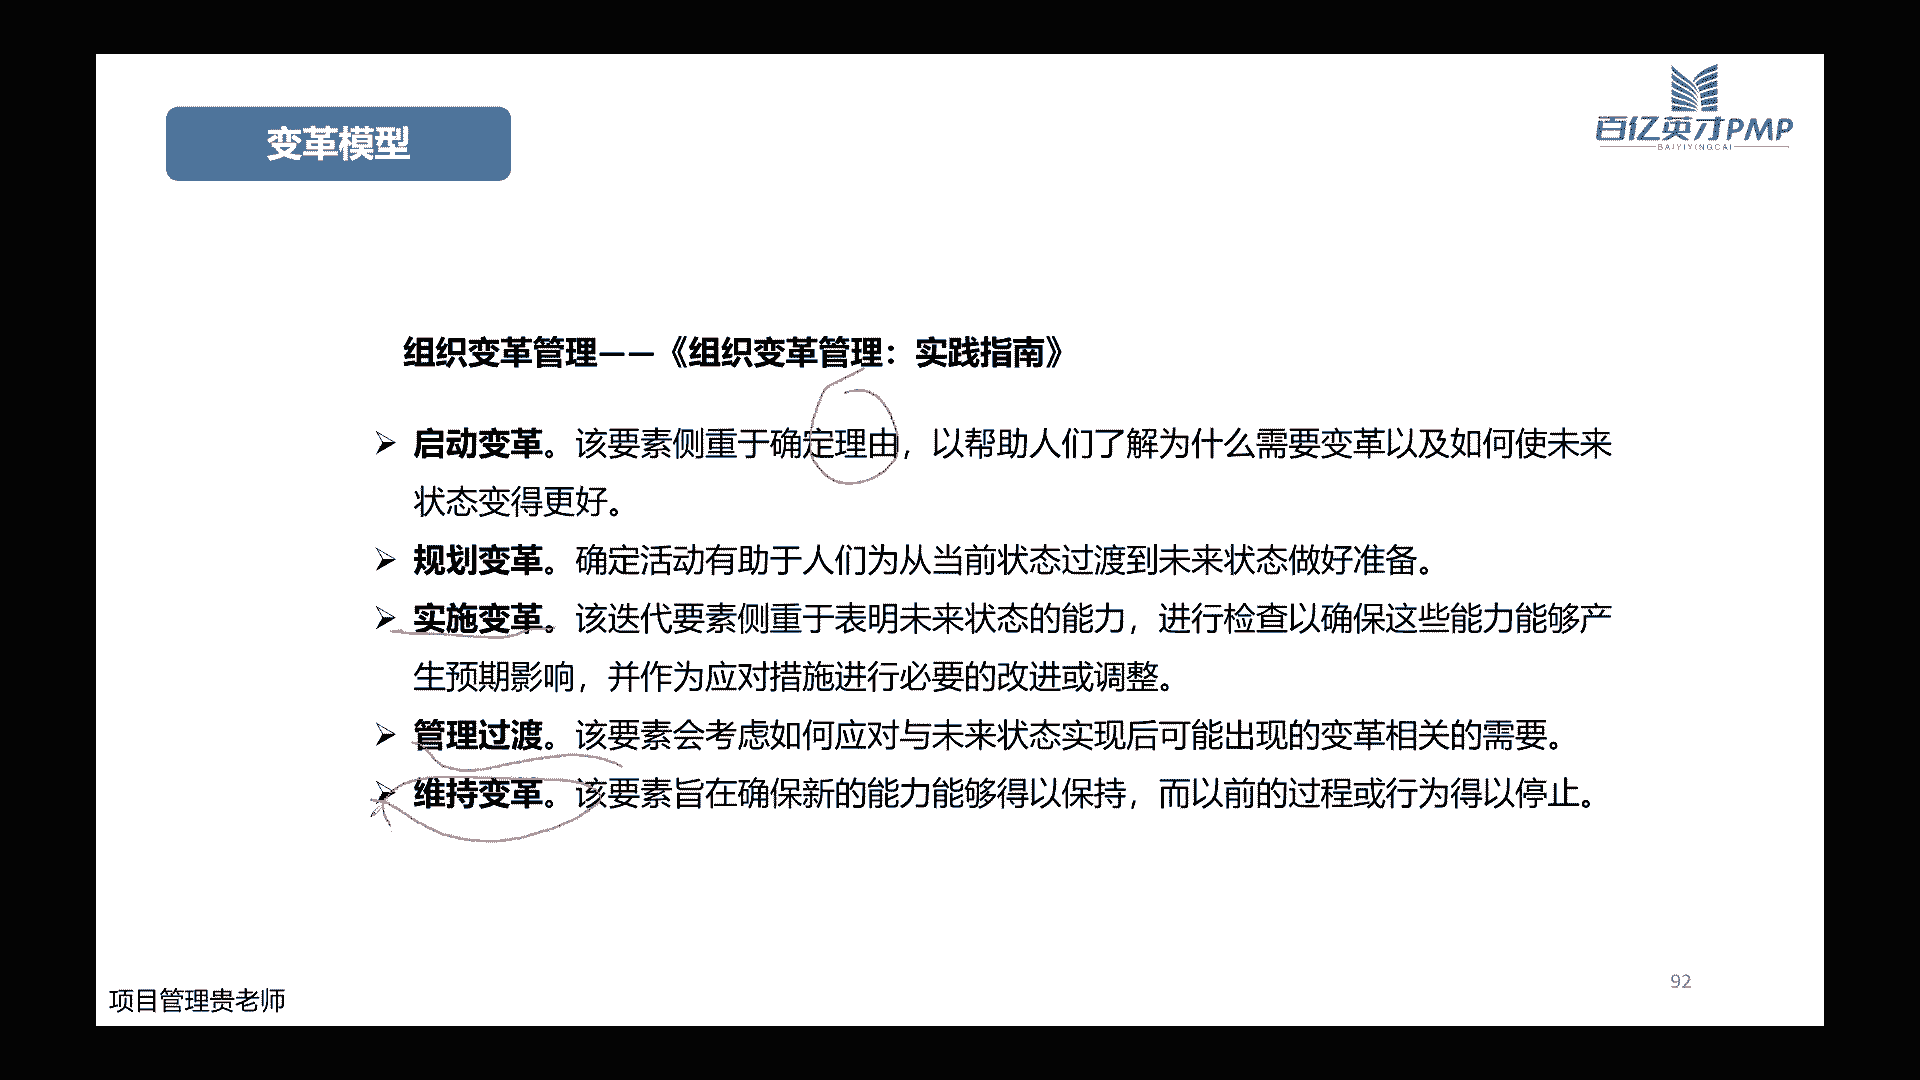 变革模型
百亿英才PMP
BAIYIYINGCAI
组织变革管理——《组织变革管理：实践指南》
➢ 启动变革。该要素侧重于确定理由，以帮助人们了解为什么需要变革以及如何使未来
状态变得更好。
➢ 规划变革。确定活动有助于人们为从当前状态过渡到未来状态做好准备。
➢ 实施变革。该迭代要素侧重于表明未来状态的能力，进行检查以确保这些能力能够产
生预期影响，并作为应对措施进行必要的改进或调整。
➢ 管理过渡。该要素会考虑如何应对与未来状态实现后可能出现的变革相关的需要。
➢ 维持变革。该要素旨在确保新的能力能够得以保持，而以前的过程或行为得以停止。
92
项目管理贵老师